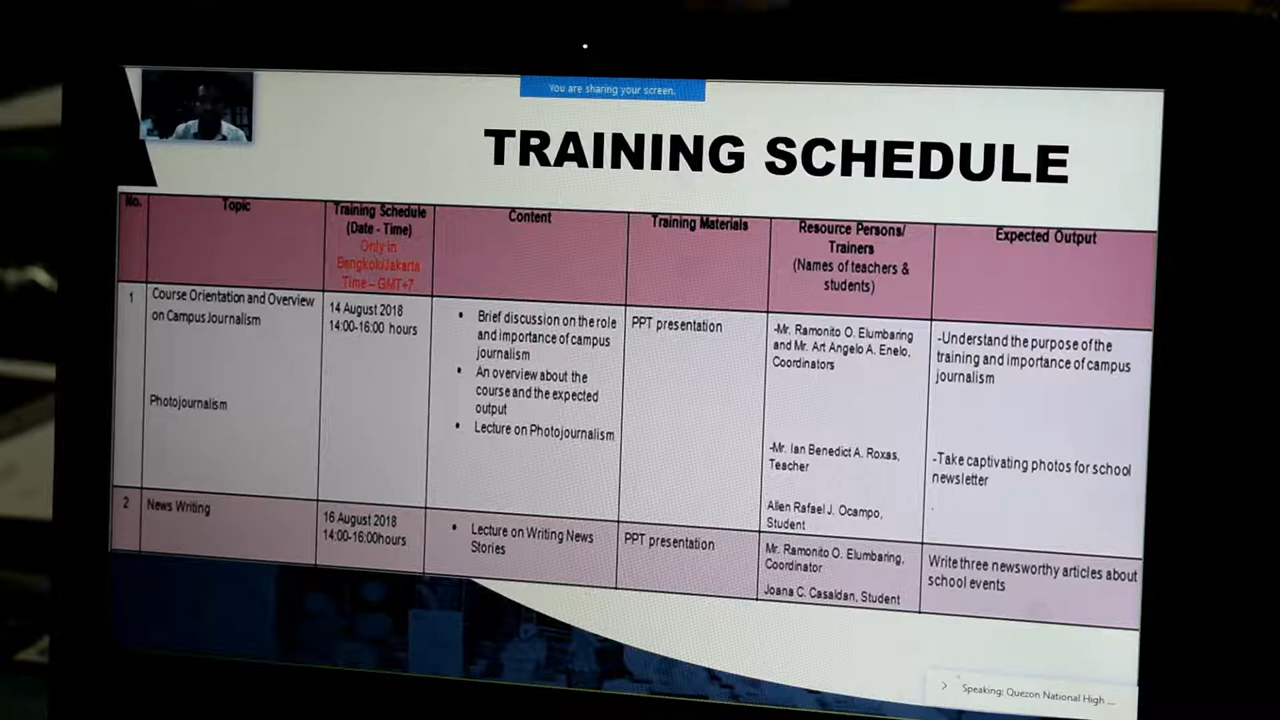 You are sharing your screen.
TRAINING SCHEDULE
No.
Topic
Training Schedule
(Date - Time)
Only in
Bangkok/Jakarta
Time – GMT+7
Content
Training Materials
Resource Persons/
Trainers
(Names of teachers &
students)
Expected Output
1
Course Orientation and Overview
on Campus Journalism
Photojournalism
14 August 2018
14:00-16:00 hours
• Brief discussion on the role
and importance of campus
journalism
• An overview about the
course and the expected
output
• Lecture on Photojournalism
PPT presentation
-Mr. Ramonito O. Elumbaring
and Mr. Art Angelo A. Enelo,
Coordinators
-Mr. Ian Benedict A. Roxas,
Teacher
Allen Rafael J. Ocampo,
Student
-Understand the purpose of the
training and importance of campus
journalism
-Take captivating photos for school
newsletter
.
2
News Writing
16 August 2018
14:00-16:00hours
• Lecture on Writing News
Stories
PPT presentation
Mr. Ramonito O. Elumbaring,
Coordinator
Joana C. Casaldan, Student
Write three newsworthy articles about
school events
Speaking: Quezon National High ...